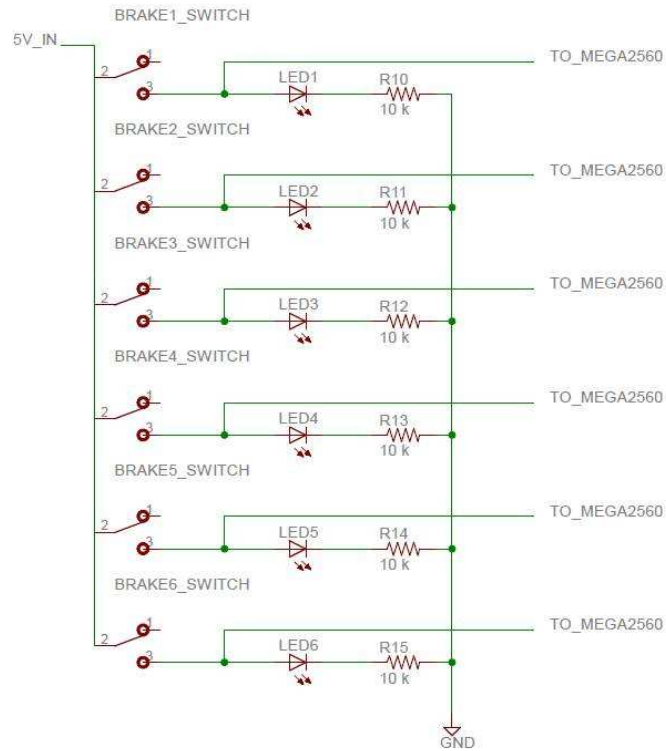 BRAKE1_SWITCH
5V_IN
1
TO_MEGA2560
2
LED1
R10
3
10 k
BRAKE2_SWITCH
1
TO_MEGA2560
2
LED2
R11
3
10 k
BRAKE3_SWITCH
1
TO_MEGA2560
2
LED3
R12
3
10 k
BRAKE4_SWITCH
1
TO_MEGA2560
2
LED4
R13
3
10 k
BRAKE5_SWITCH
1
TO_MEGA2560
2
LED5
R14
3
10 k
BRAKE6_SWITCH
1
TO_MEGA2560
2
LED6
R15
3
10 k
GND